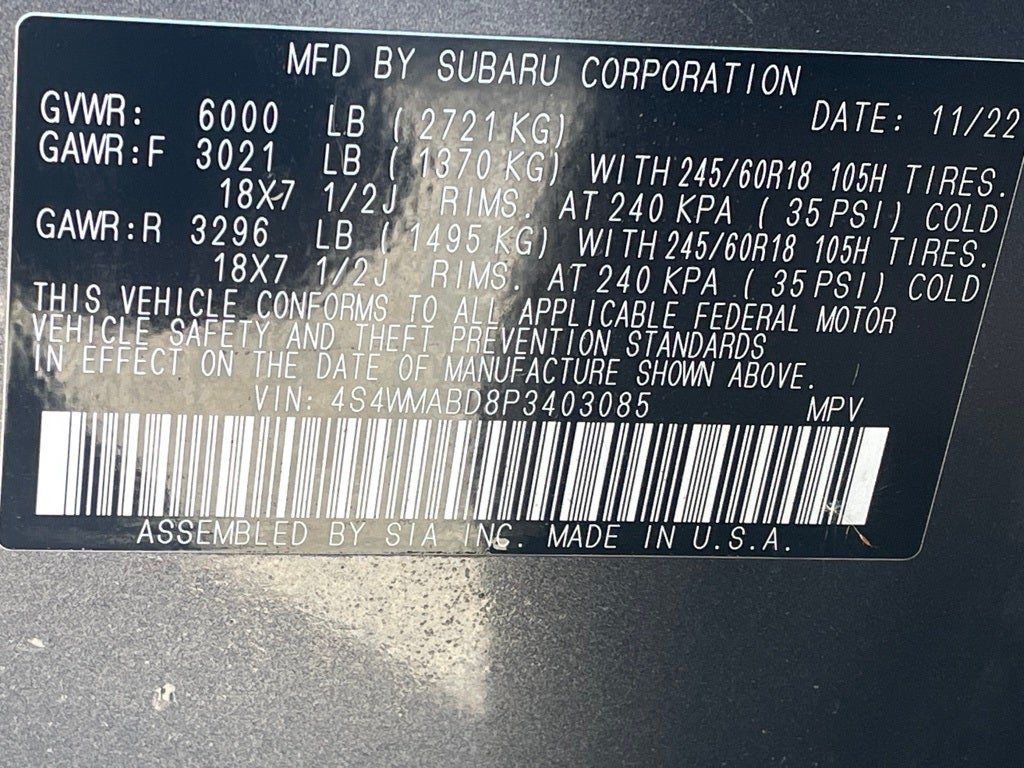 MFD BY SUBARU CORPORATION
GVWR: 6000 LB ( 2721 KG) DATE: 11/22
GAWR:F 3021 LB ( 1370 KG) WITH 245/60R18 105H TIRES.
18X7 1/2J RIMS. AT 240 KPA ( 35 PSI) COLD
GAWR:R 3296 LB ( 1495 KG) WITH 245/60R18 105H TIRES.
18X7 1/2J RIMS. AT 240 KPA ( 35 PSI) COLD
THIS VEHICLE CONFORMS TO ALL APPLICABLE FEDERAL MOTOR
VEHICLE SAFETY AND THEFT PREVENTION STANDARDS
IN EFFECT ON THE DATE OF MANUFACTURE SHOWN ABOVE.
VIN: 4S4WMABD8P3403085 MPV
ASSEMBLED BY SIA INC. MADE IN U.S.A.